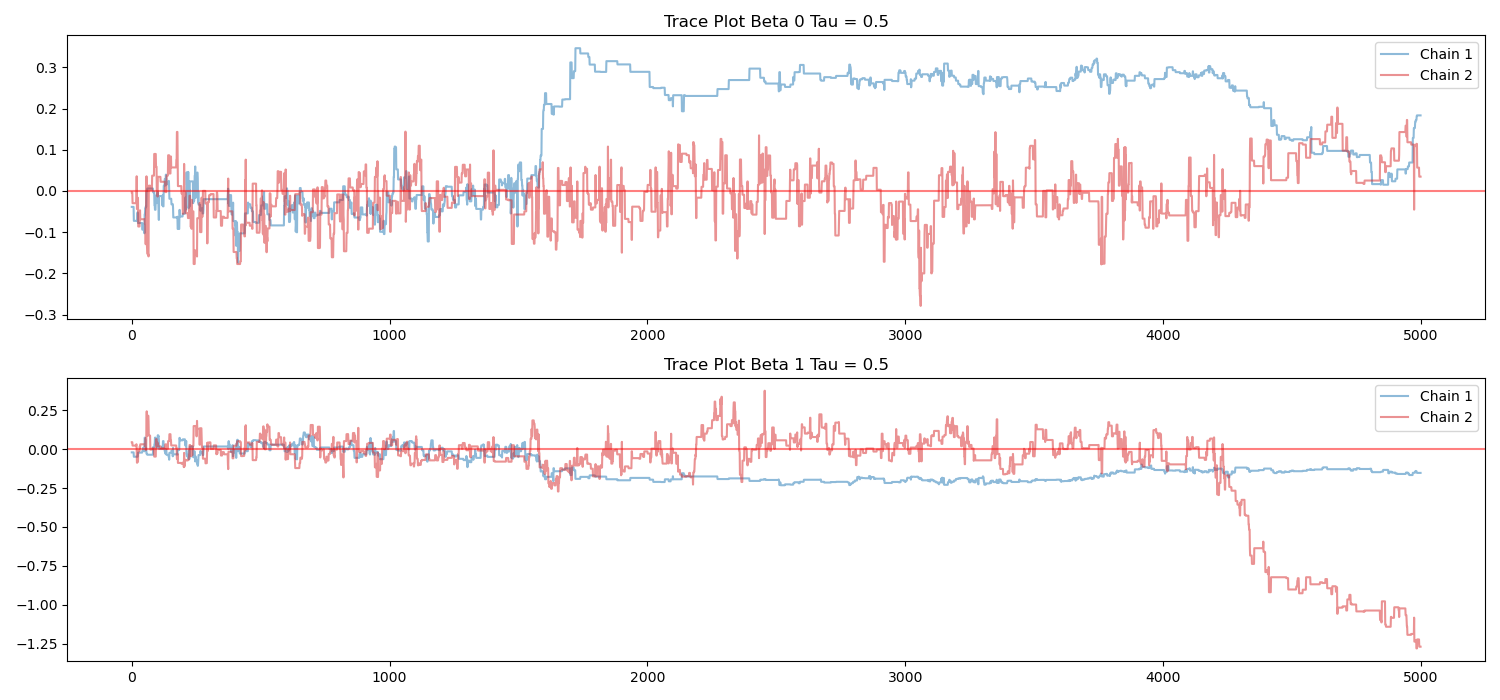 Trace Plot Beta 0 Tau = 0.5
Chain 1
Chain 2
0.3
0.2
0.1
0.0
−0.1
−0.2
−0.3
0 1000 2000 3000 4000 5000
Trace Plot Beta 1 Tau = 0.5
Chain 1
Chain 2
0.25
0.00
−0.25
−0.50
−0.75
−1.00
−1.25
0 1000 2000 3000 4000 5000